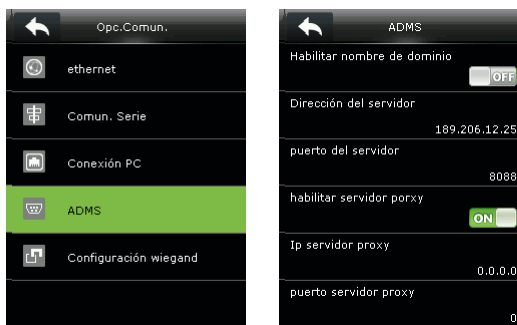 Opc.Comun.
ethernet
Comun. Serie
Conexión PC
ADMS
Configuración wiegand
ADMS
Habilitar nombre de dominio
OFF
Dirección del servidor
189.206.12.25
puerto del servidor
8088
habilitar servidor porxy
ON
Ip servidor proxy
0.0.0.0
puerto servidor proxy
0